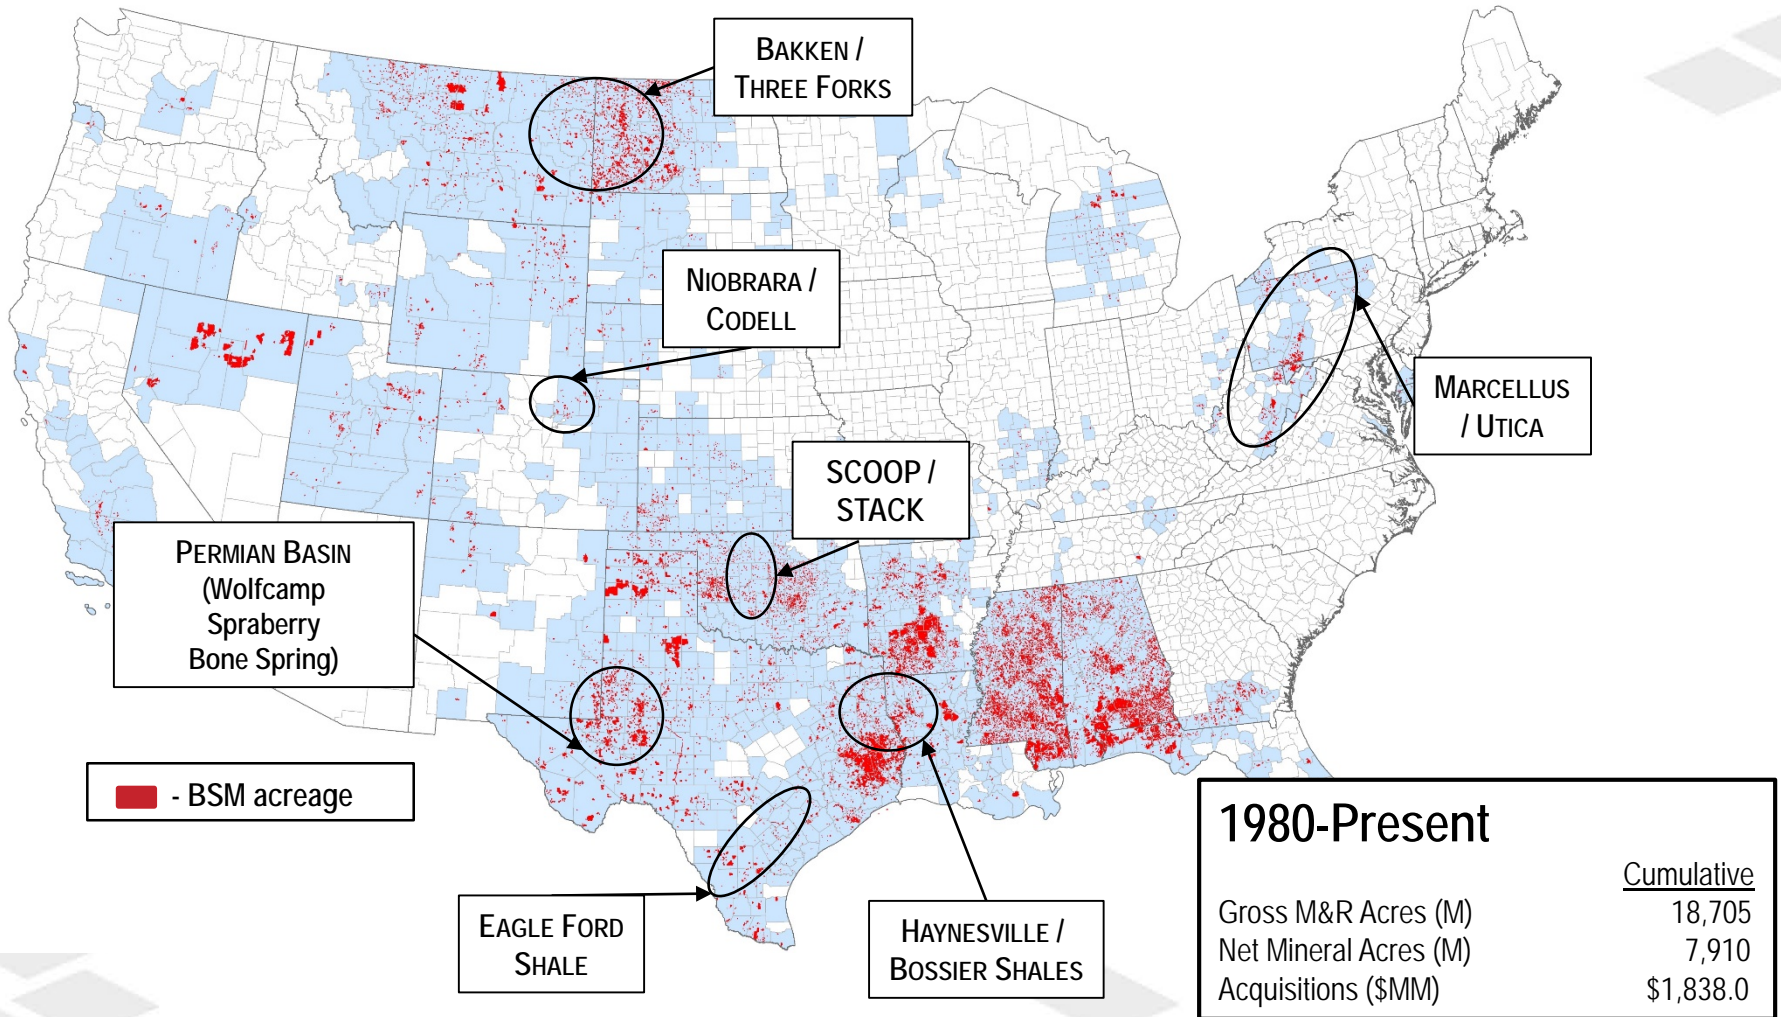 BAKKEN /
THREE FORKS
NIOBRARA /
CODELL
MARCELLUS
/ UTICA
SCOOP /
STACK
PERMIAN BASIN
(Wolfcamp
Spraberry
Bone Spring)
- BSM acreage
EAGLE FORD
SHALE
HAYNESVILLE /
BOSSIER SHALES
1980-Present
Cumulative
Gross M&R Acres (M) 18,705
Net Mineral Acres (M) 7,910
Acquisitions ($MM) $1,838.0